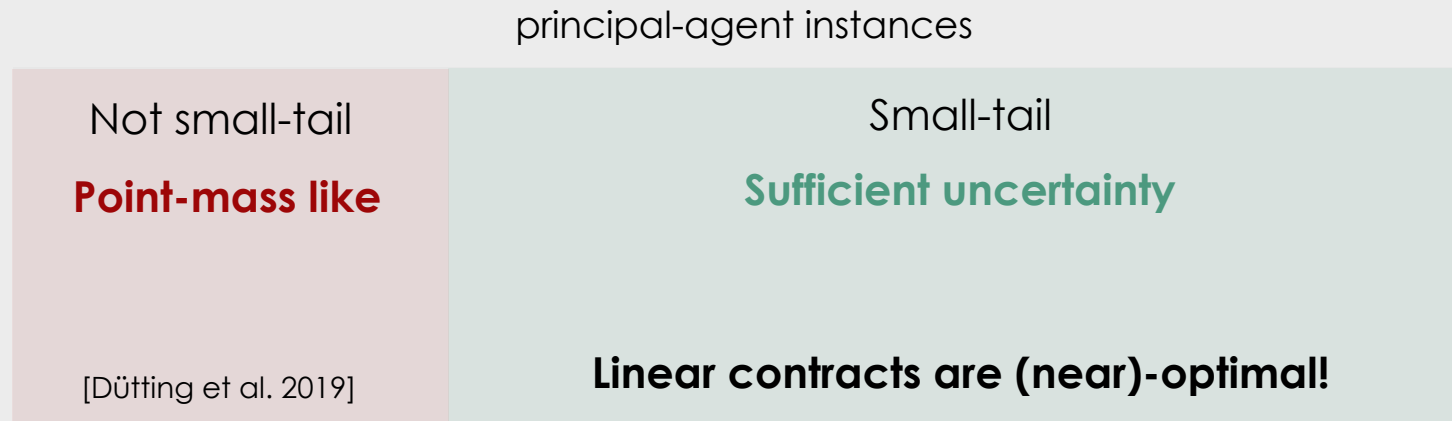 principal-agent instances
Not small-tail
Point-mass like
[Dütting et al. 2019]
Small-tail
Sufficient uncertainty
Linear contracts are (near)-optimal!